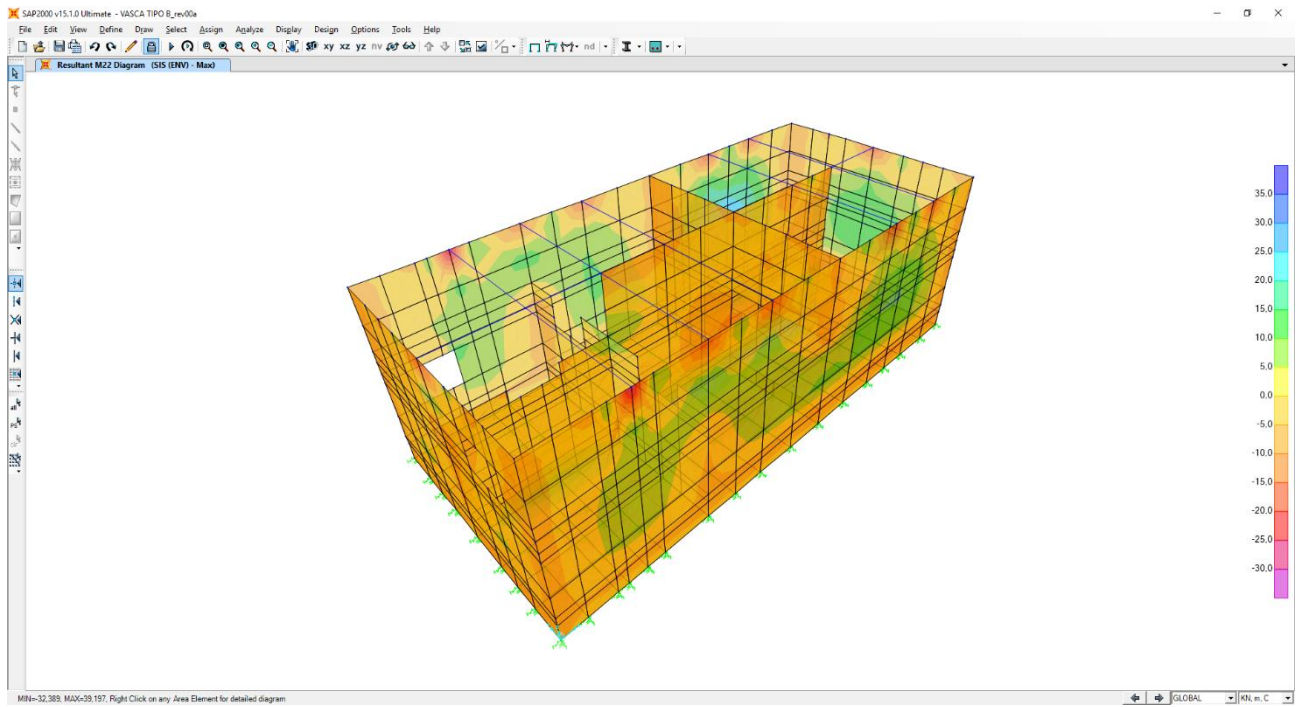 SAP2000 v15.1.0 Ultimate - VASCA TIPO B_rev00a
File Edit View Define Draw Select Assign Analyze Display Design Options Tools Help
xy xz yz nv nd
Resultant M22 Diagram (SIS (ENV) - Max)
35.0
30.0
25.0
20.0
15.0
10.0
5.0
0.0
-5.0
-10.0
-15.0
-20.0
-25.0
-30.0
all
PS
clr
MIN=-32,389, MAX=39,197, Right Click on any Area Element for detailed diagram
GLOBAL
KN, m, C